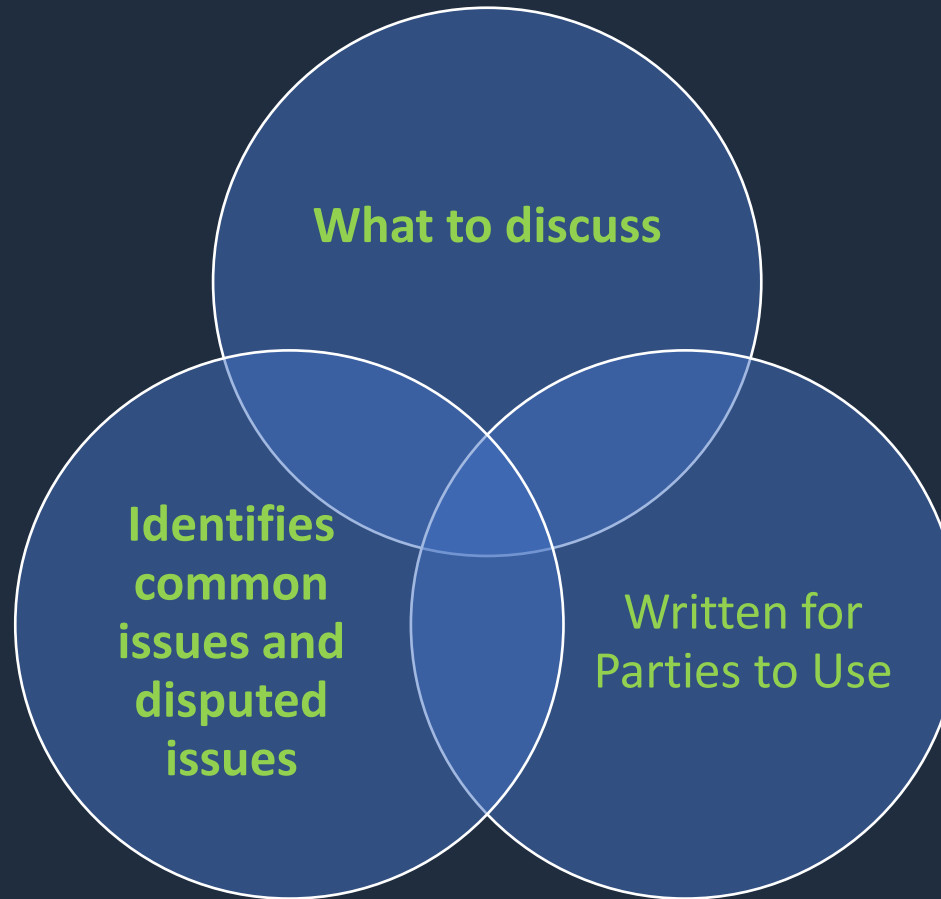 What to discuss
Identifies
common
issues and
disputed
issues
Written for
Parties to Use